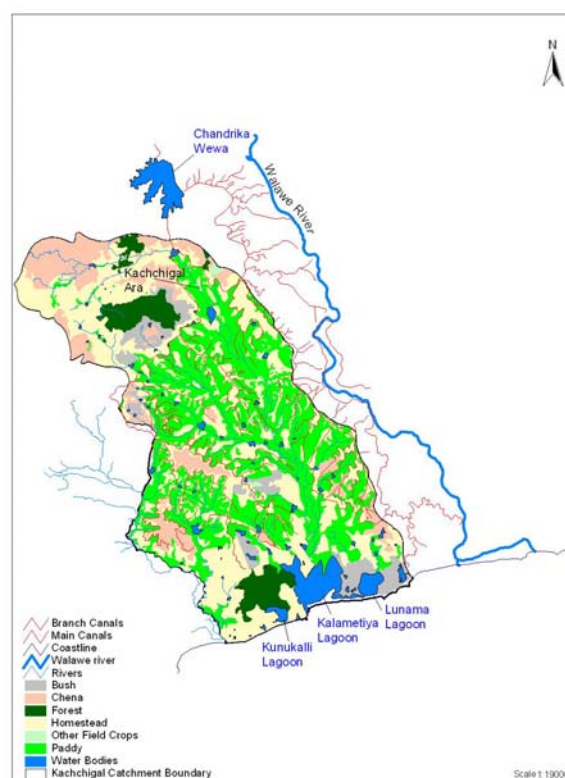 N
Chandrika
Wewa
Walawe River
Kachchigal
Ara
Lunama
Lagoon
Kalametiya
Lagoon
Kunukalli
Lagoon
Branch Canals
Main Canals
Coastline
Walawe river
Rivers
Bush
Chena
Forest
Homestead
Other Field Crops
Paddy
Water Bodies
Kachchigal Catchment Boundary